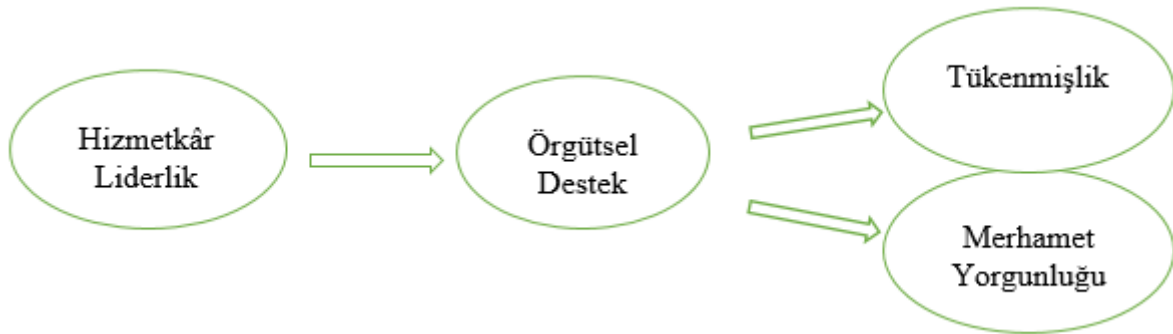 Hizmetkâr
Liderlik
Örgütsel
Destek
Tükenmişlik
Merhamet
Yorgunluğu